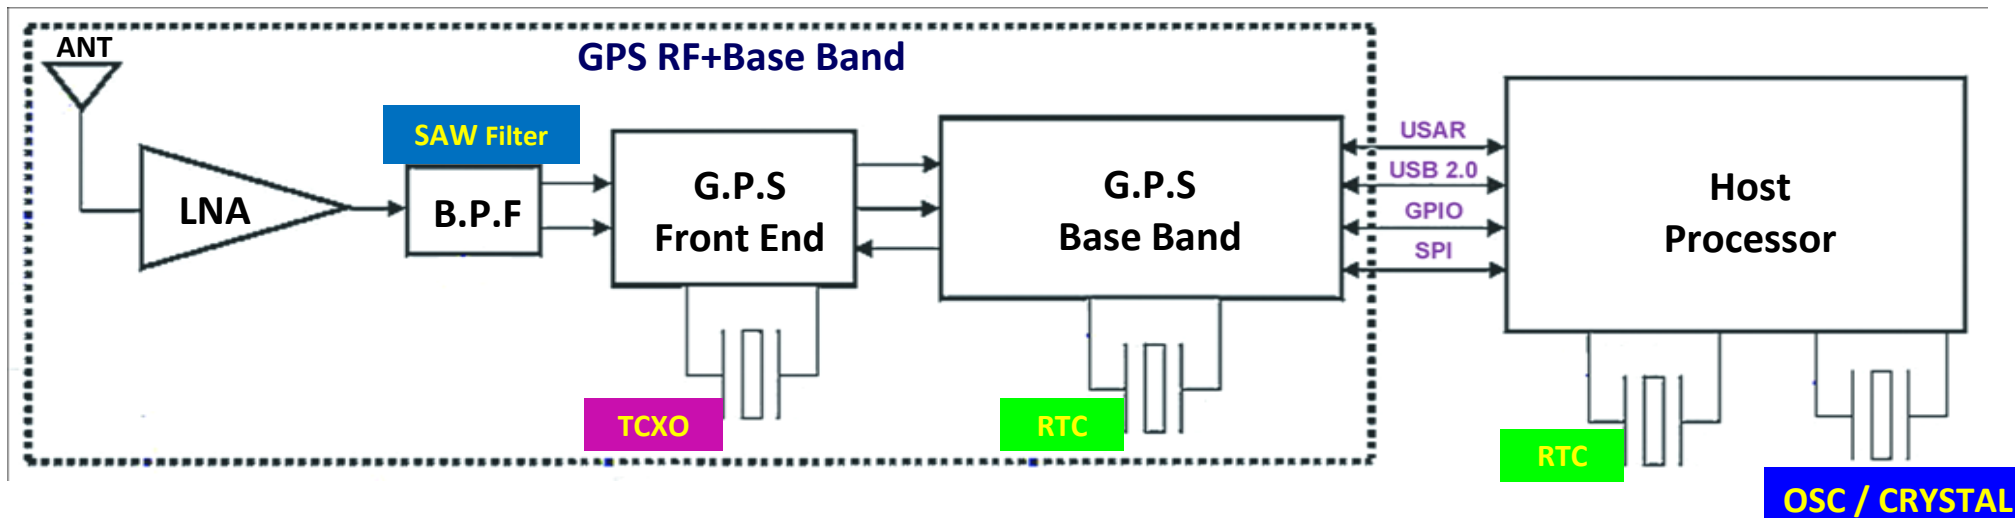 ANT
GPS RF+Base Band
SAW Filter
LNA
B.P.F
G.P.S
Front End
G.P.S
Base Band
USAR
USB 2.0
GPIO
SPI
Host
Processor
TCXO
RTC
RTC
OSC / CRYSTAL